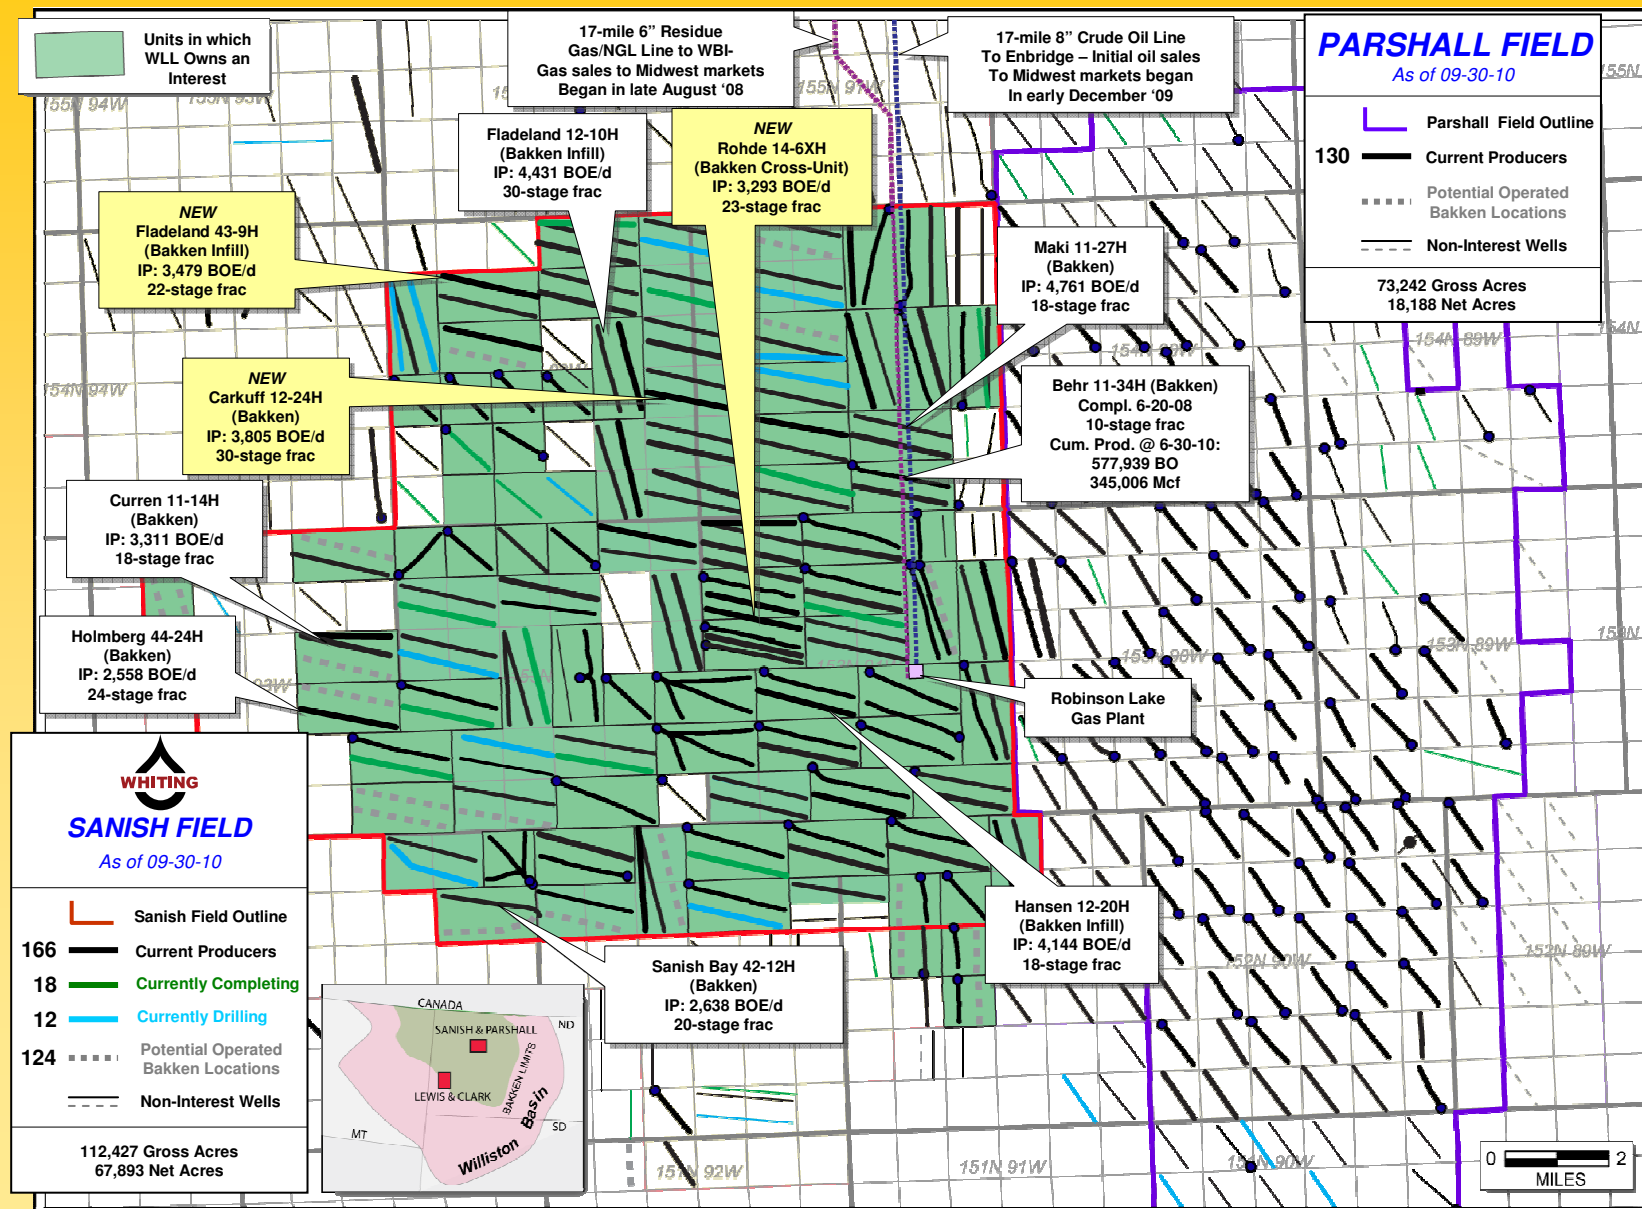 Units in which
WLL Owns an
Interest
17-mile 6” Residue
Gas/NGL Line to WBI-
Gas sales to Midwest markets
Began in late August ‘08
17-mile 8” Crude Oil Line
To Enbridge – Initial oil sales
To Midwest markets began
In early December ‘09
PARSHALL FIELD
As of 09-30-10
Parshall Field Outline
130 Current Producers
Potential Operated
Bakken Locations
Non-Interest Wells
73,242 Gross Acres
18,188 Net Acres
Fladeland 12-10H
(Bakken Infill)
IP: 4,431 BOE/d
30-stage frac
NEW
Rohde 14-6XH
(Bakken Cross-Unit)
IP: 3,293 BOE/d
23-stage frac
NEW
Fladeland 43-9H
(Bakken Infill)
IP: 3,479 BOE/d
22-stage frac
Maki 11-27H
(Bakken)
IP: 4,761 BOE/d
18-stage frac
NEW
Carkuff 12-24H
(Bakken)
IP: 3,805 BOE/d
30-stage frac
Behr 11-34H (Bakken)
Compl. 6-20-08
10-stage frac
Cum. Prod. @ 6-30-10:
577,939 BO
345,006 Mcf
Curren 11-14H
(Bakken)
IP: 3,311 BOE/d
18-stage frac
Holmberg 44-24H
(Bakken)
IP: 2,558 BOE/d
24-stage frac
Robinson Lake
Gas Plant
Hansen 12-20H
(Bakken Infill)
IP: 4,144 BOE/d
18-stage frac
Sanish Bay 42-12H
(Bakken)
IP: 2,638 BOE/d
20-stage frac
WHITING
SANISH FIELD
As of 09-30-10
Sanish Field Outline
166 Current Producers
18 Currently Completing
12 Currently Drilling
124 Potential Operated
Bakken Locations
Non-Interest Wells
112,427 Gross Acres
67,893 Net Acres
CANADA
SANISH & PARSHALL
ND
BAKKEN LIMITS
LEWIS & CLARK
MT
SD
Williston Basin
155N 94W
155N 91W
155N
154N 94W
154N 89W
154N
153N 90W
153N 89W
152N 90W
152N 89W
151N 92W
151N 91W
151N 90W
0 2
MILES